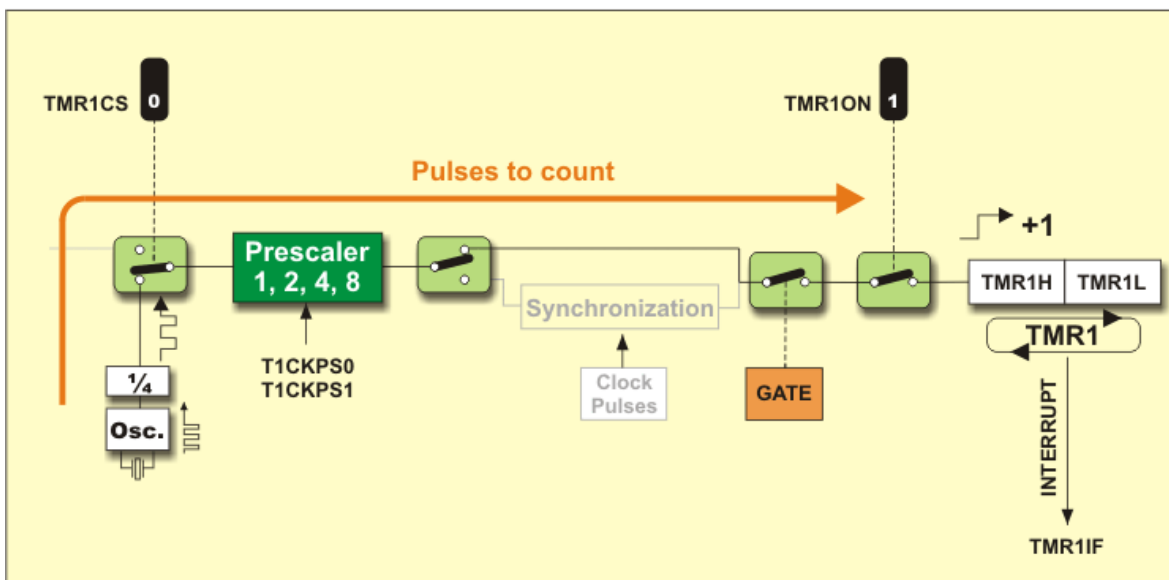 TMR1CS
0
TMR1ON
1
Pulses to count
Prescaler
1, 2, 4, 8
+1
TMR1H
TMR1L
Synchronization
TMR1
T1CKPS0
T1CKPS1
¼
Osc.
Clock
Pulses
GATE
INTERRUPT
TMR1IF